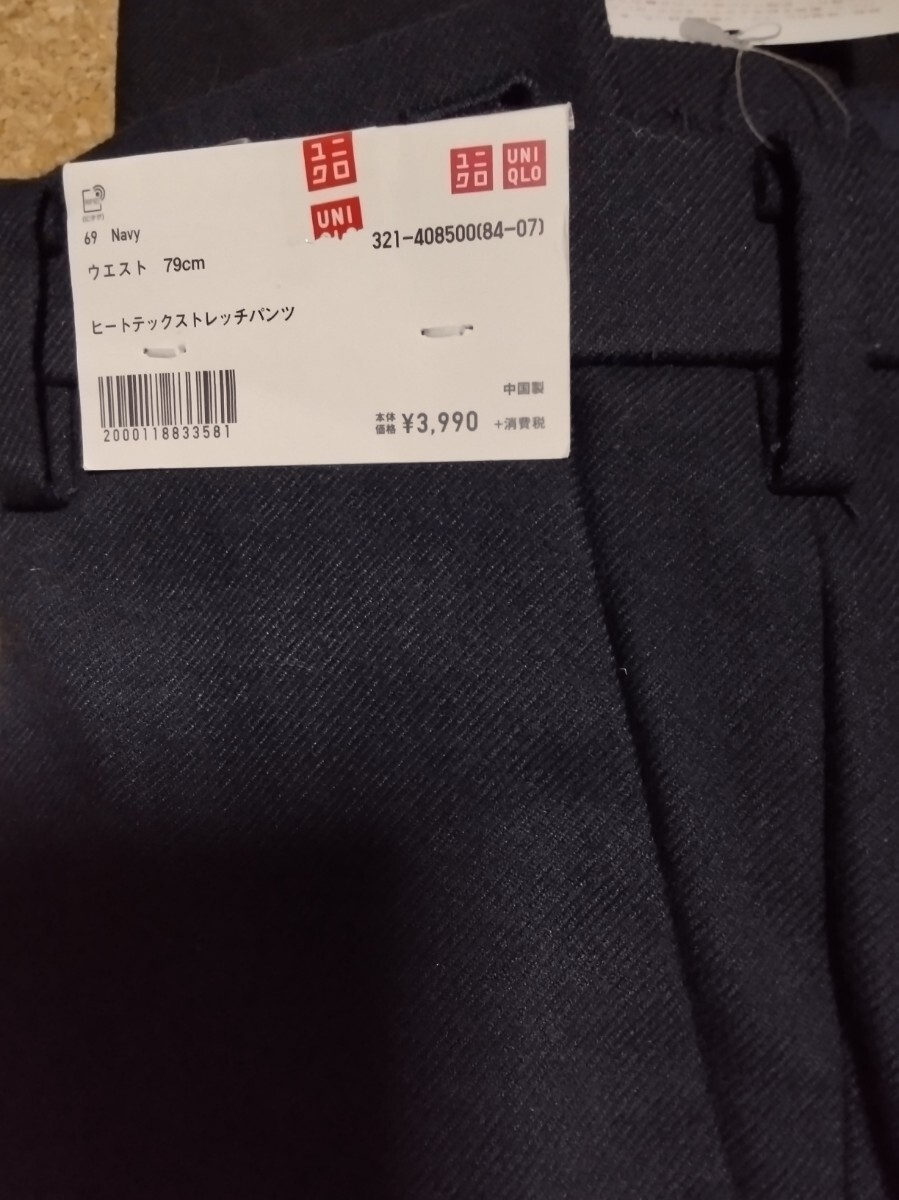 ユニ
クロ
UNI
QLO
ユニ
クロ
UNI
QLO
69 Navy
321-408500(84-07)
ウエスト 79cm
ヒートテックストレッチパンツ
2000118833581
中国製
本体
価格 ¥3,990 +消費税